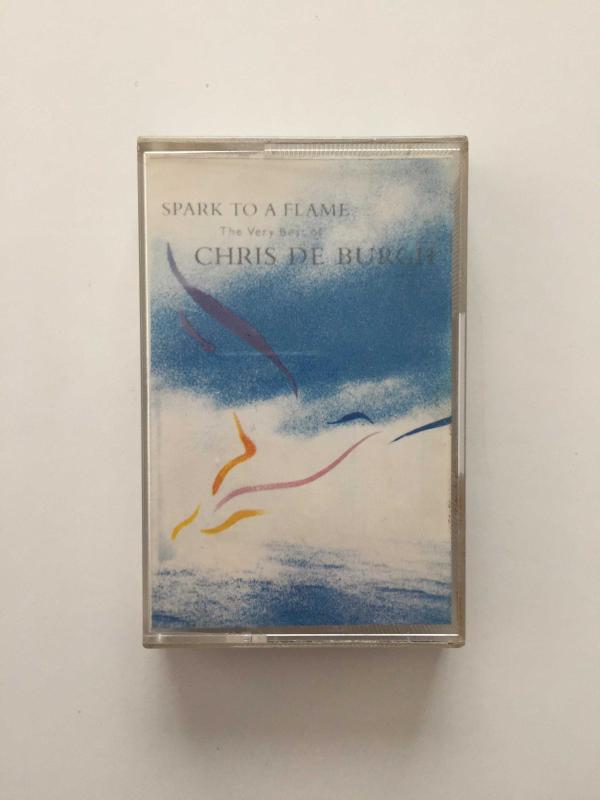 SPARK TO A FLAME
The Very Best of
CHRIS DE BURGH